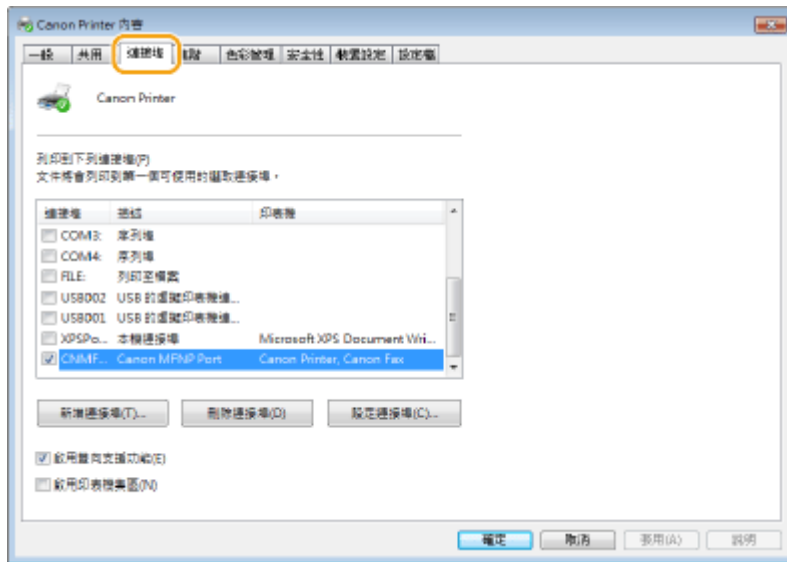 Canon Printer 內容
一般 共用 連接埠 進階 色彩管理 安全性 裝置設定 設定檔
Canon Printer
列印到下列連接埠(P)
文件將會列印到第一個可使用的選取連接埠。
連接埠 描述 印表機
COM3: 序列埠
COM4: 序列埠
FILE: 列印至檔案
USB002 USB 的虛擬印表機連...
USB001 USB 的虛擬印表機連...
XPSPo... 本機連接埠 Microsoft XPS Document Wri...
CNMF... Canon MFNP Port Canon Printer, Canon Fax
新增連接埠(T)... 刪除連接埠(D) 設定連接埠(C)...
啟用雙向支援功能(E)
啟用印表機集區(N)
確定 取消 套用(A) 說明